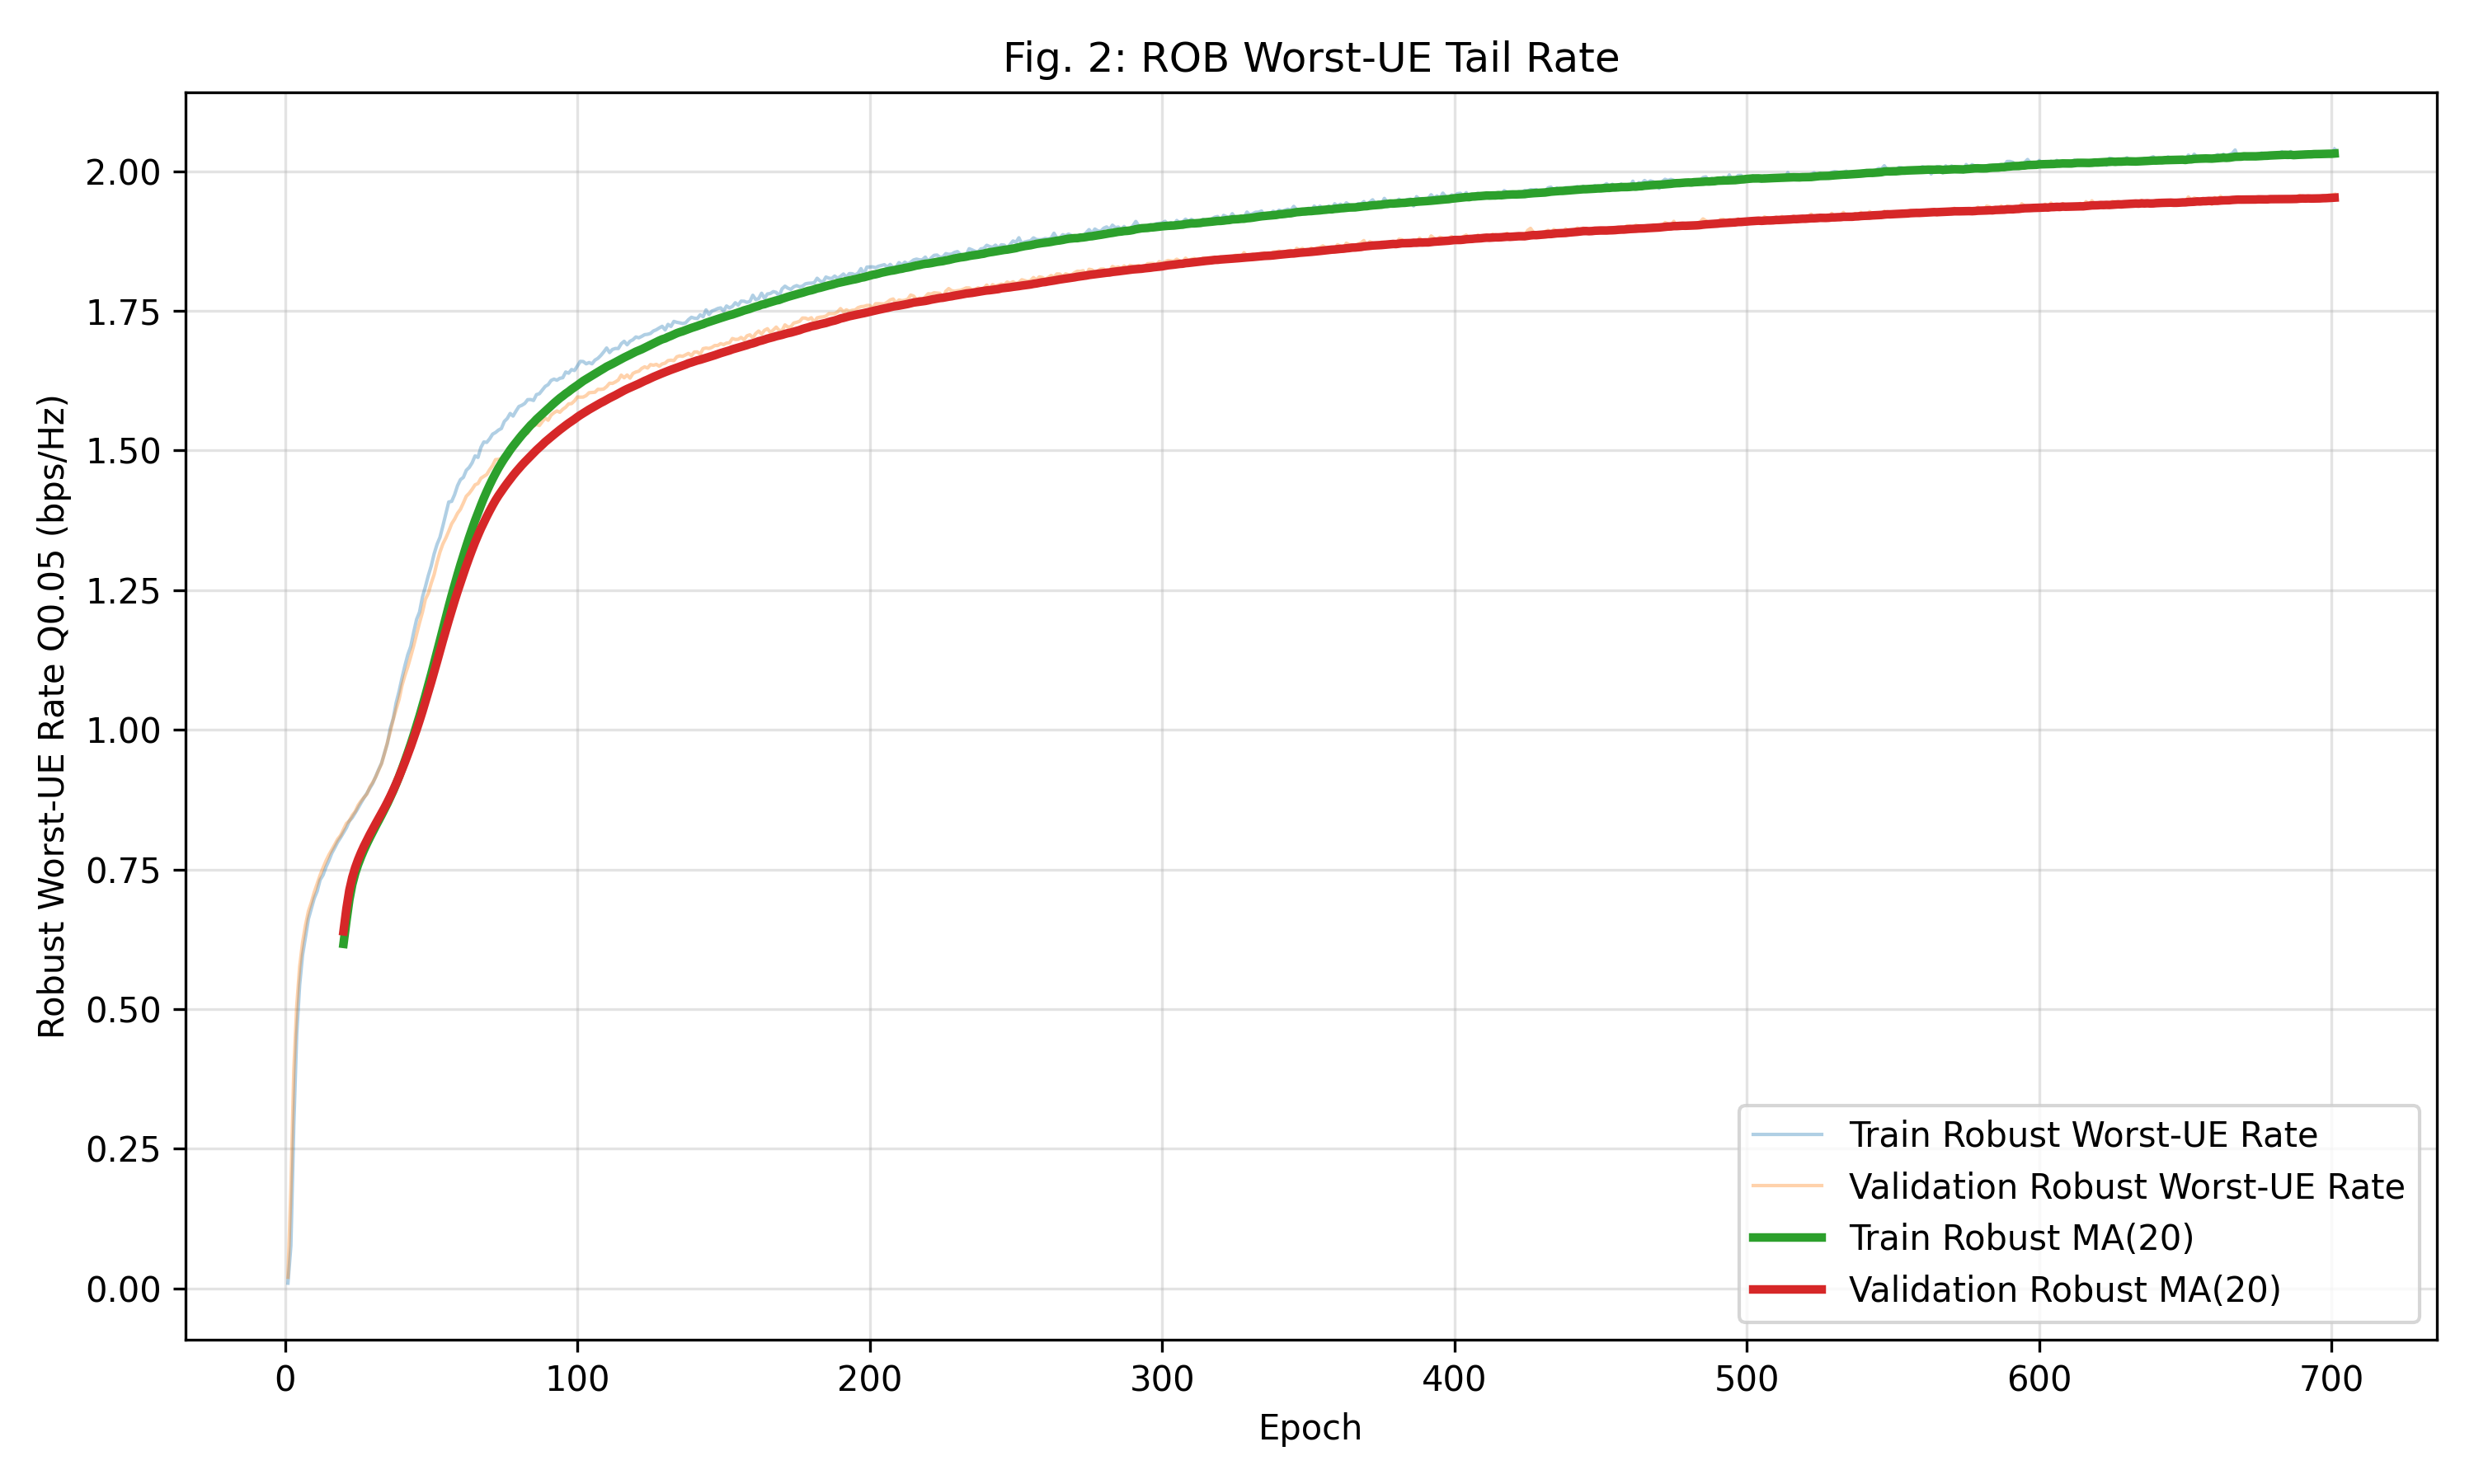 Fig. 2: ROB Worst-UE Tail Rate
Robust Worst-UE Rate Q0.05 (bps/Hz)
2.00
1.75
1.50
1.25
1.00
0.75
0.50
0.25
0.00
Train Robust Worst-UE Rate
Validation Robust Worst-UE Rate
Train Robust MA(20)
Validation Robust MA(20)
0 100 200 300 400 500 600 700
Epoch